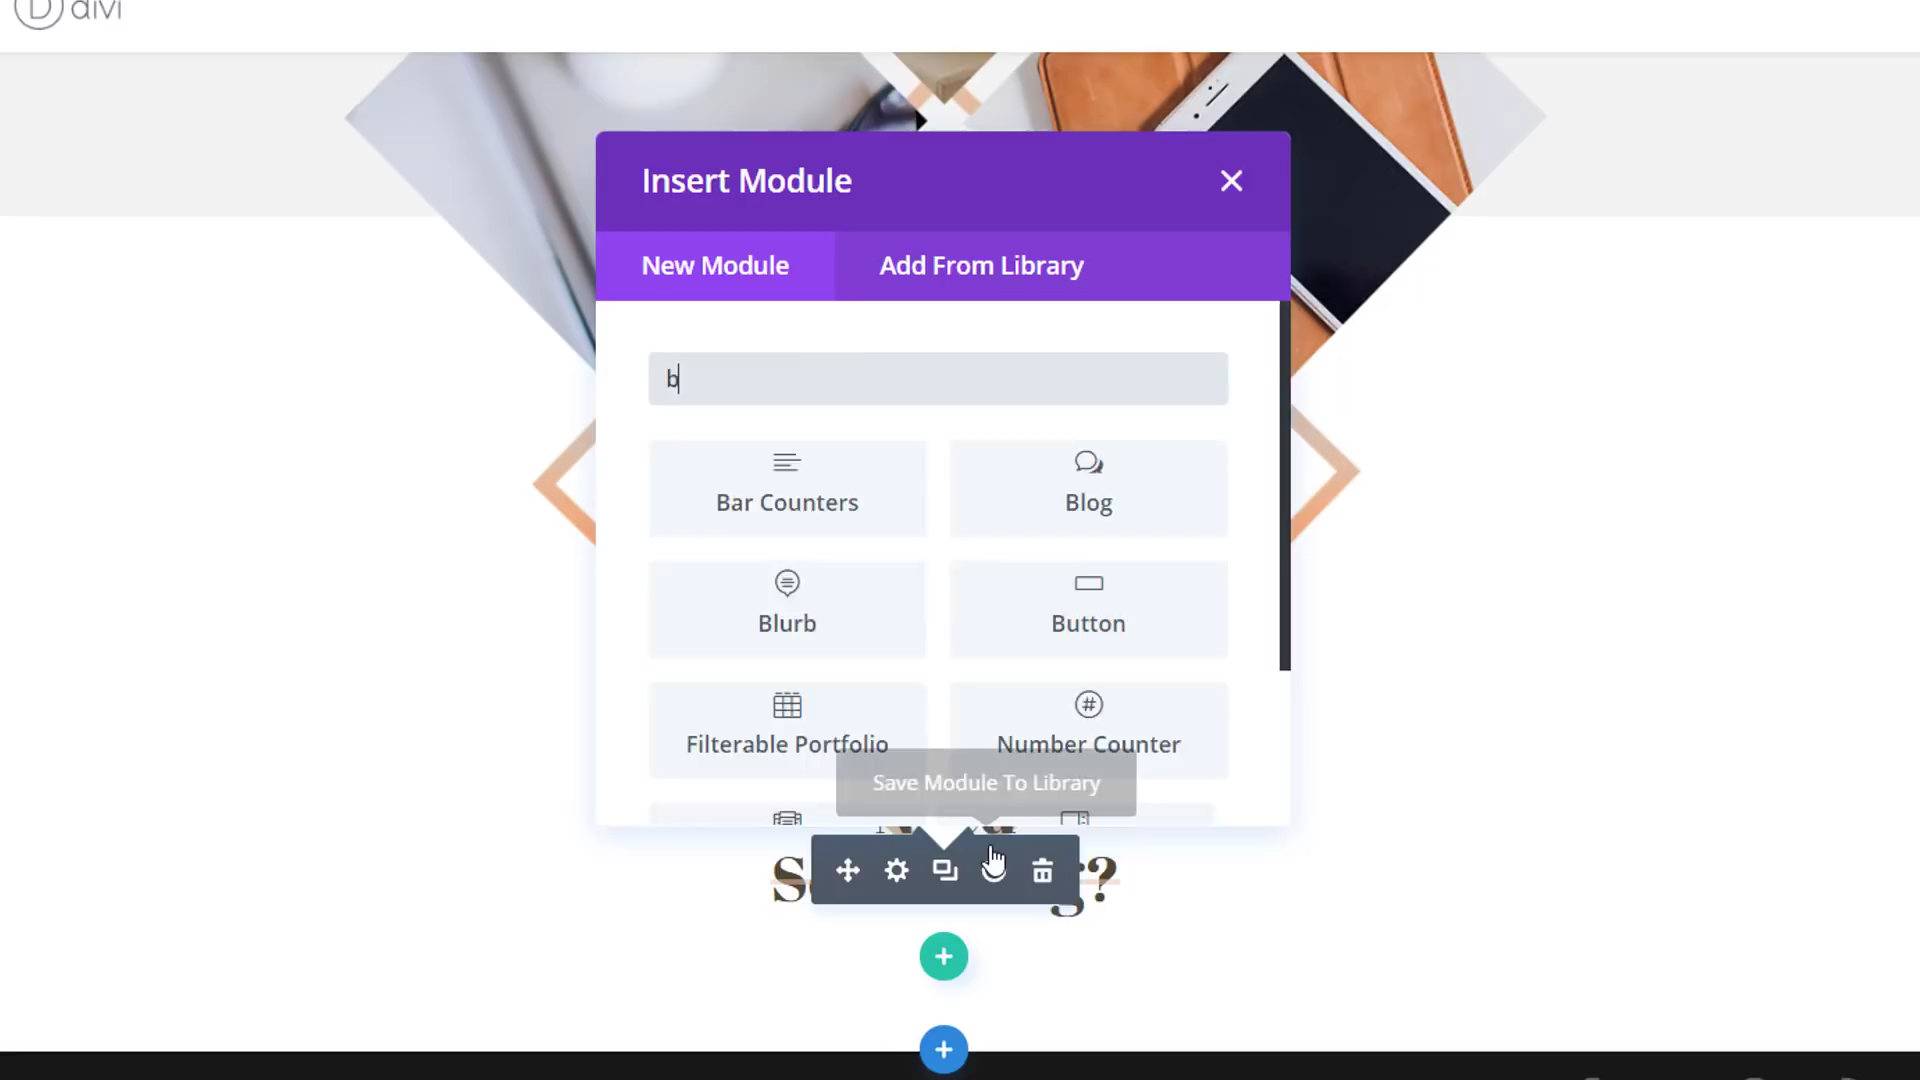 divi
Insert Module
New Module
Add From Library
b
Bar Counters
Blog
Blurb
Button
Filterable Portfolio
Number Counter
Save Module To Library